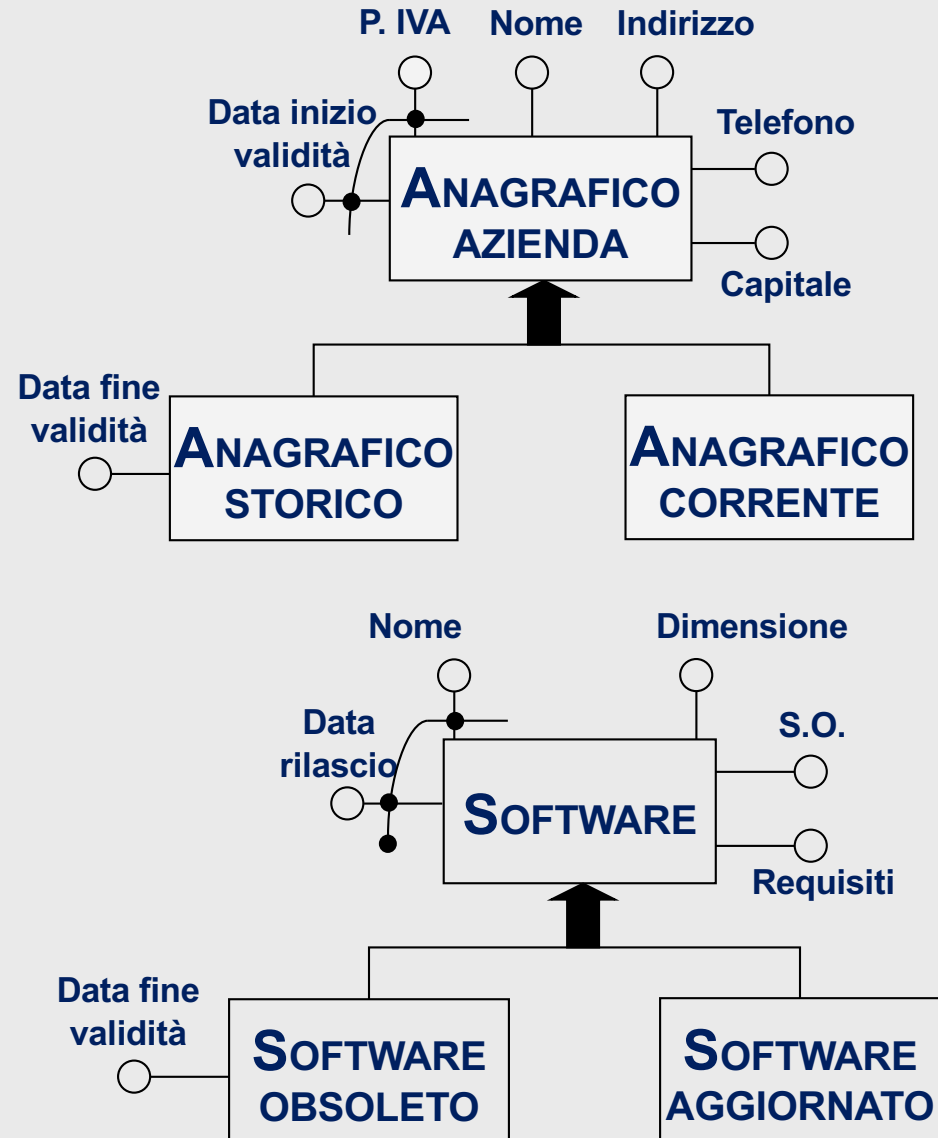 P. IVA Nome Indirizzo
Data inizio
validità
Telefono
ANAGRAFICO
AZIENDA
Capitale
Data fine
validità
ANAGRAFICO
STORICO
ANAGRAFICO
CORRENTE
Nome
Dimensione
Data
rilascio
S.O.
SOFTWARE
Requisiti
Data fine
validità
SOFTWARE
OBSOLETO
SOFTWARE
AGGIORNATO